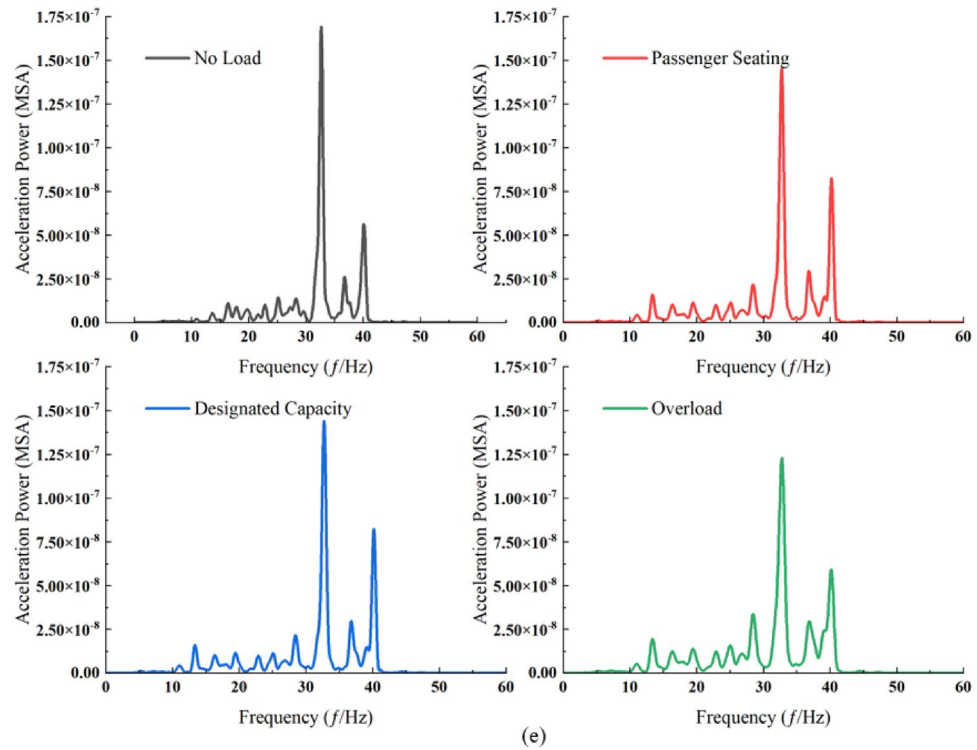 1.75×10⁻⁷
1.50×10⁻⁷
1.25×10⁻⁷
1.00×10⁻⁷
7.50×10⁻⁸
5.00×10⁻⁸
2.50×10⁻⁸
0.00
Acceleration Power (MSA)
No Load
0 10 20 30 40 50 60
Frequency (f/Hz)
1.75×10⁻⁷
1.50×10⁻⁷
1.25×10⁻⁷
1.00×10⁻⁷
7.50×10⁻⁸
5.00×10⁻⁸
2.50×10⁻⁸
0.00
Acceleration Power (MSA)
Passenger Seating
0 10 20 30 40 50 60
Frequency (f/Hz)
1.75×10⁻⁷
1.50×10⁻⁷
1.25×10⁻⁷
1.00×10⁻⁷
7.50×10⁻⁸
5.00×10⁻⁸
2.50×10⁻⁸
0.00
Acceleration Power (MSA)
Designated Capacity
0 10 20 30 40 50 60
Frequency (f/Hz)
1.75×10⁻⁷
1.50×10⁻⁷
1.25×10⁻⁷
1.00×10⁻⁷
7.50×10⁻⁸
5.00×10⁻⁸
2.50×10⁻⁸
0.00
Acceleration Power (MSA)
Overload
0 10 20 30 40 50 60
Frequency (f/Hz)
(e)